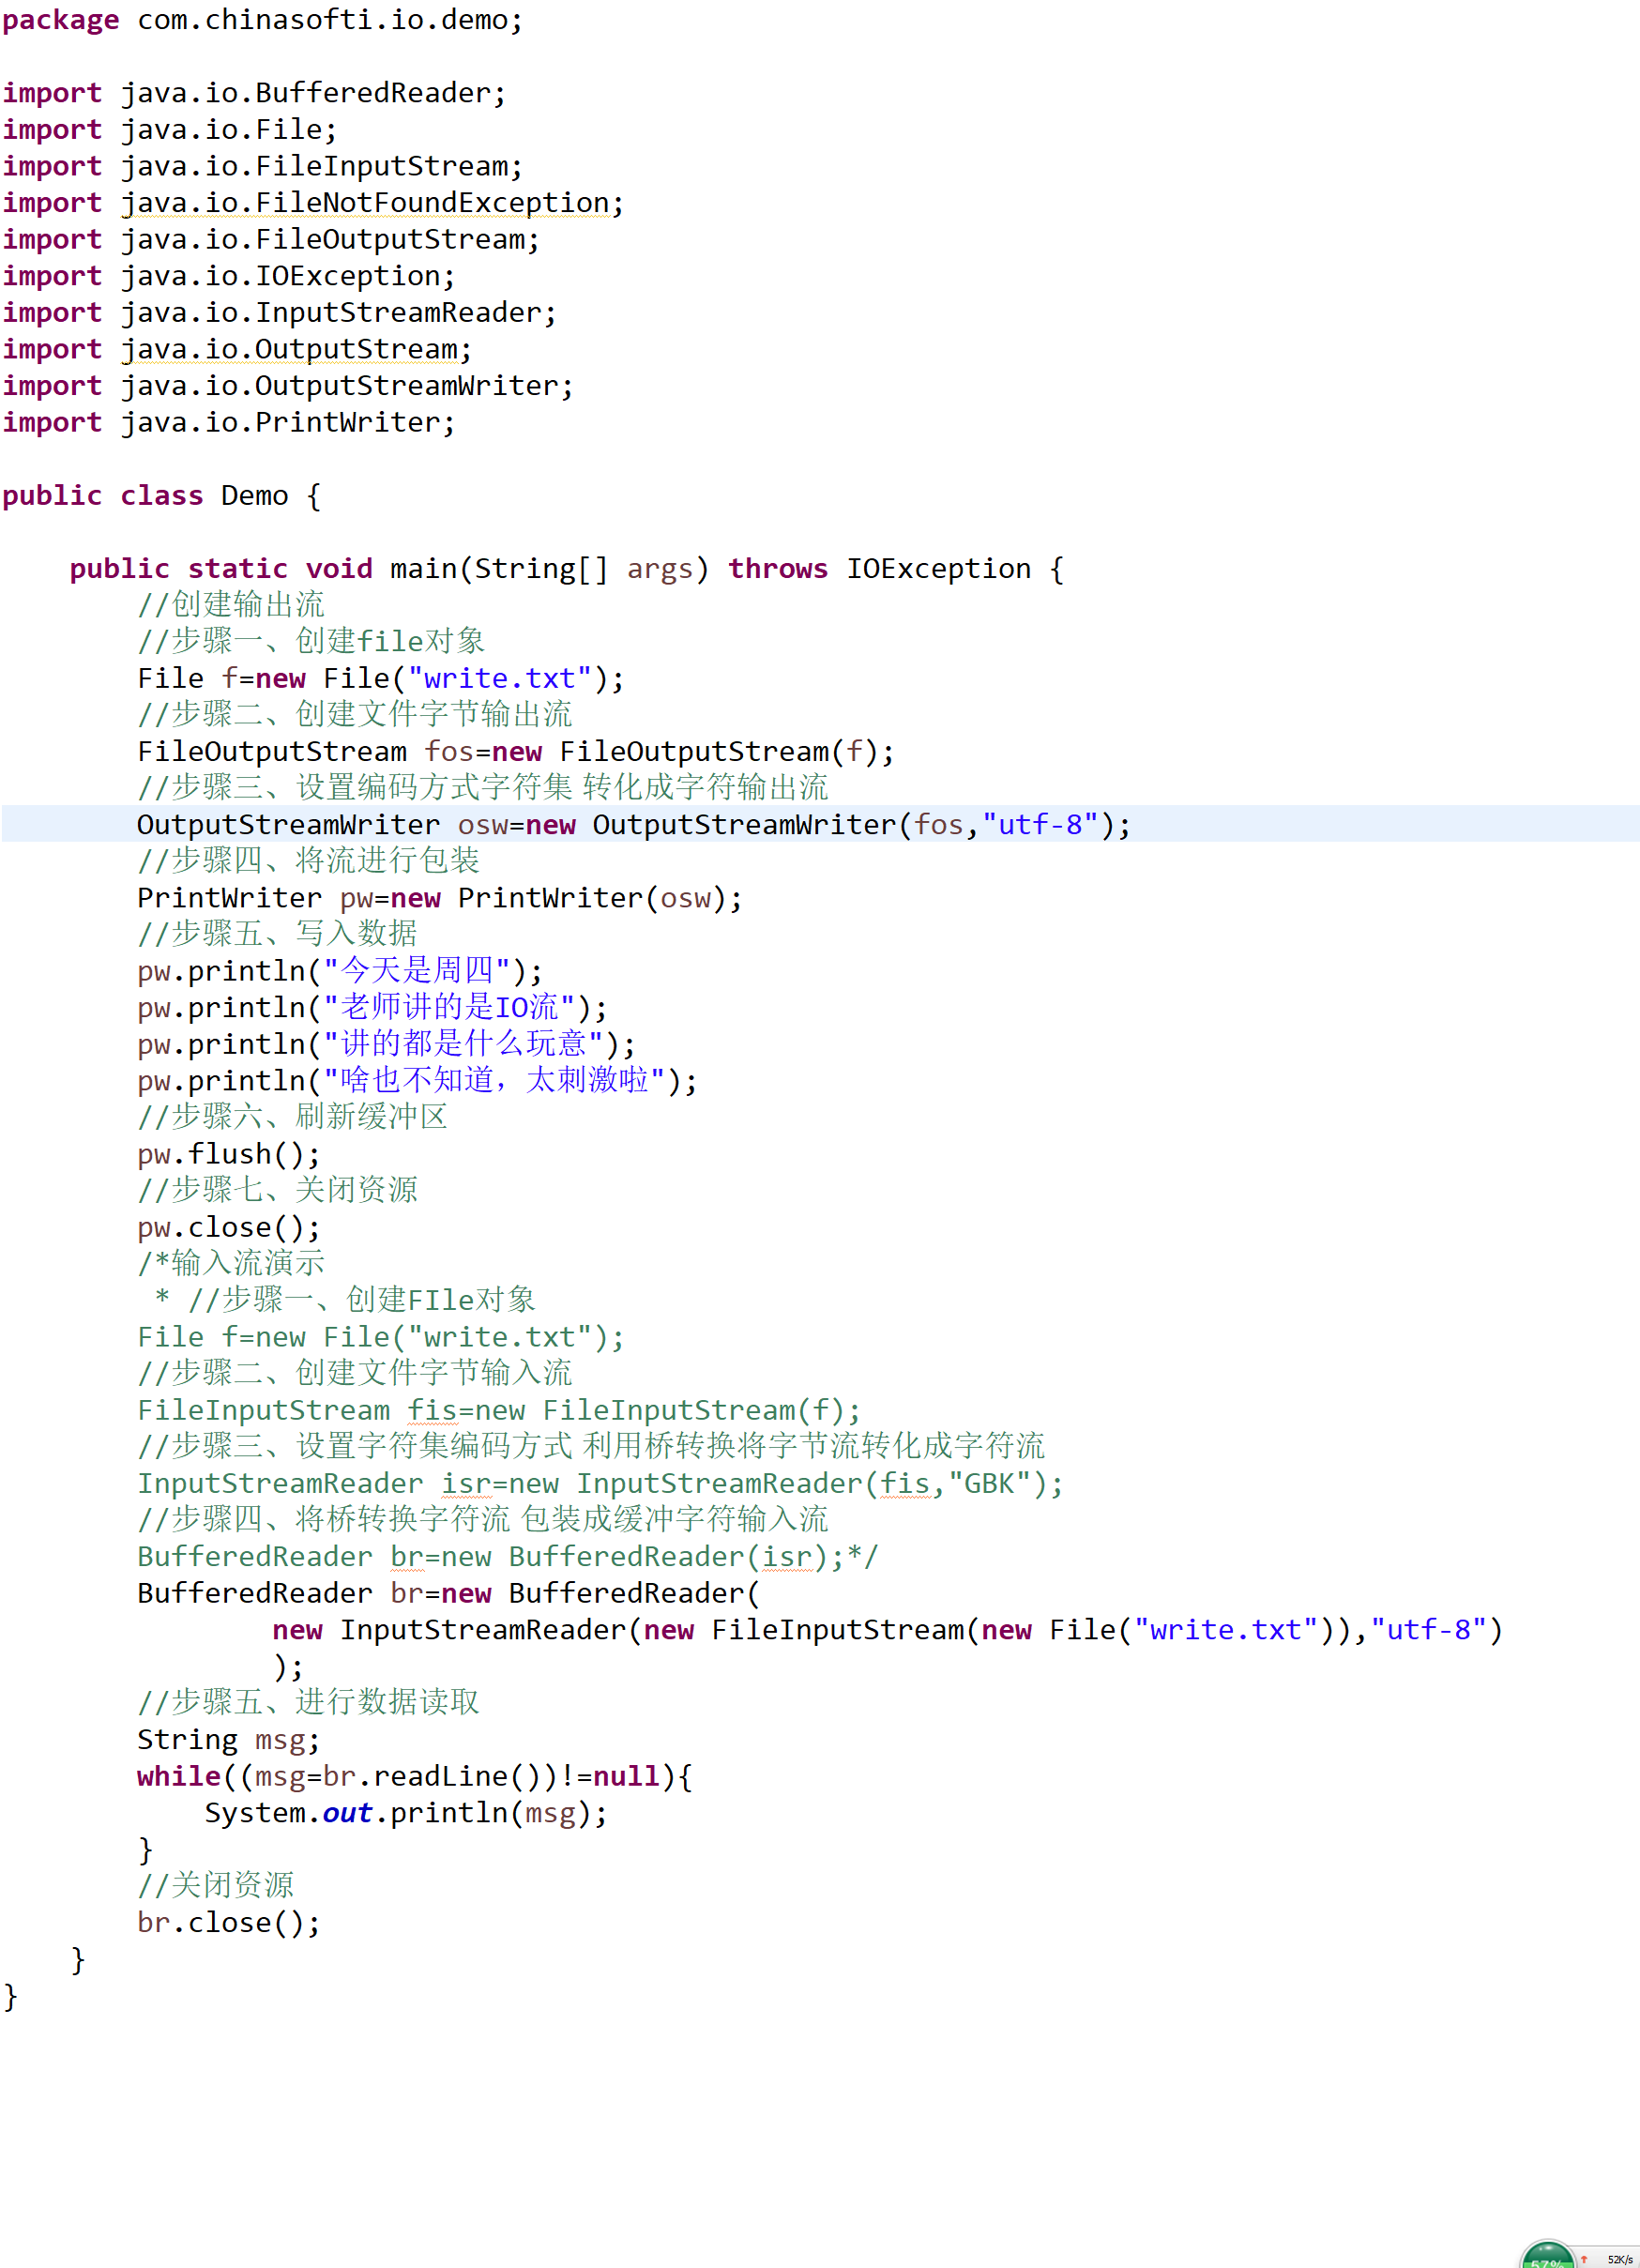 package com.chinasofti.io.demo;
import java.io.BufferedReader;
import java.io.File;
import java.io.FileInputStream;
import java.io.FileNotFoundException;
import java.io.FileOutputStream;
import java.io.IOException;
import java.io.InputStreamReader;
import java.io.OutputStream;
import java.io.OutputStreamWriter;
import java.io.PrintWriter;
public class Demo {
public static void main(String[] args) throws IOException {
//创建输出流
//步骤一、创建file对象
File f=new File("write.txt");
//步骤二、创建文件字节输出流
FileOutputStream fos=new FileOutputStream(f);
//步骤三、设置编码方式字符集 转化成字符输出流
OutputStreamWriter osw=new OutputStreamWriter(fos,"utf-8");
//步骤四、将流进行包装
PrintWriter pw=new PrintWriter(osw);
//步骤五、写入数据
pw.println("今天是周四");
pw.println("老师讲的是IO流");
pw.println("讲的都是什么玩意");
pw.println("啥也不知道，太刺激啦");
//步骤六、刷新缓冲区
pw.flush();
//步骤七、关闭资源
pw.close();
/*输入流演示
* //步骤一、创建FIle对象
File f=new File("write.txt");
//步骤二、创建文件字节输入流
FileInputStream fis=new FileInputStream(f);
//步骤三、设置字符集编码方式 利用桥转换将字节流转化成字符流
InputStreamReader isr=new InputStreamReader(fis,"GBK");
//步骤四、将桥转换字符流 包装成缓冲字符输入流
BufferedReader br=new BufferedReader(isr);*/
BufferedReader br=new BufferedReader(
new InputStreamReader(new FileInputStream(new File("write.txt")),"utf-8")
);
//步骤五、进行数据读取
String msg;
while((msg=br.readLine())!=null){
System.out.println(msg);
}
//关闭资源
br.close();
}
}
57%
52K/s